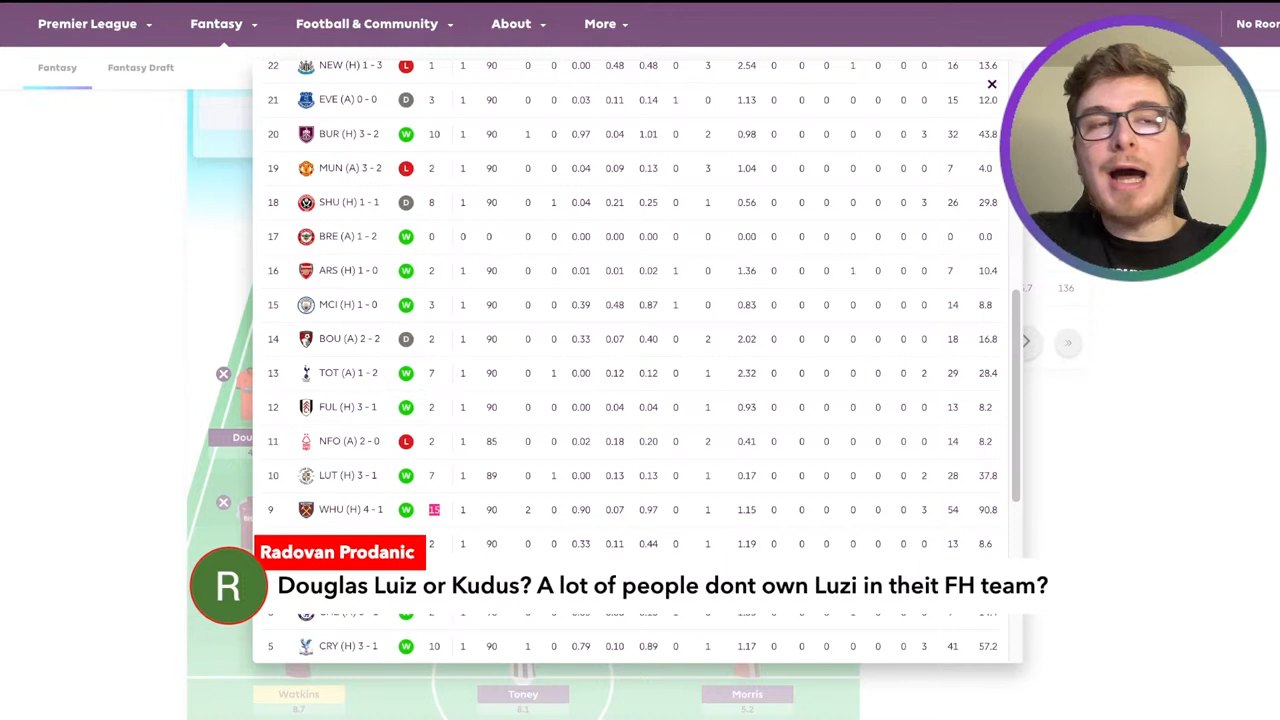 Premier League Fantasy Football & Community About More No Room
Fantasy Fantasy Draft
22 NEW (H) 1 - 3 L 1 1 90 0 0 0.00 0.48 0.48 0 3 2.54 0 0 0 1 0 0 0 16 13.6
21 EVE (A) 0 - 0 D 3 1 90 0 0 0.03 0.11 0.14 1 0 1.13 0 0 0 0 0 0 0 15 12.0
20 BUR (H) 3 - 2 W 10 1 90 1 0 0.97 0.04 1.01 0 2 0.98 0 0 0 0 0 0 3 32 43.8
19 MUN (A) 3 - 2 L 2 1 90 0 0 0.04 0.09 0.13 0 3 1.04 0 0 0 0 0 0 0 7 4.0
18 SHU (H) 1 - 1 D 8 1 90 0 1 0.04 0.21 0.25 0 1 0.56 0 0 0 0 0 0 3 26 29.8
17 BRE (A) 1 - 2 W 0 0 0 0 0 0.00 0.00 0.00 0 0 0.00 0 0 0 0 0 0 0 0 0.0
16 ARS (H) 1 - 0 W 2 1 90 0 0 0.01 0.01 0.02 1 0 1.36 0 0 0 1 0 0 0 7 10.4
15 MCI (H) 1 - 0 W 3 1 90 0 0 0.39 0.48 0.87 1 0 0.83 0 0 0 0 0 0 0 14 8.8
5.7 136
14 BOU (A) 2 - 2 D 2 1 90 0 0 0.33 0.07 0.40 0 2 2.02 0 0 0 0 0 0 0 18 16.8
13 TOT (A) 1 - 2 W 7 1 90 0 1 0.00 0.12 0.12 0 1 2.32 0 0 0 0 0 0 2 29 28.4
12 FUL (H) 3 - 1 W 2 1 90 0 0 0.00 0.04 0.04 0 1 0.93 0 0 0 0 0 0 0 13 8.2
Dou
11 NFO (A) 2 - 0 L 2 1 85 0 0 0.02 0.18 0.20 0 2 0.41 0 0 0 0 0 0 0 14 8.2
10 LUT (H) 3 - 1 W 7 1 89 0 1 0.00 0.13 0.13 0 1 0.17 0 0 0 0 0 0 2 28 37.8
9 WHU (H) 4 - 1 W 15 1 90 2 0 0.90 0.07 0.97 0 1 1.15 0 0 0 0 0 0 3 54 90.8
2 1 90 0 0 0.33 0.11 0.44 0 1 1.19 0 0 0 0 0 0 0 13 8.6
Radovan Prodanic
R
Douglas Luiz or Kudus? A lot of people dont own Luzi in theit FH team?
5 CRY (H) 3 - 1 W 10 1 90 1 0 0.79 0.10 0.89 0 1 1.17 0 0 0 0 0 0 3 41 57.2
Watkins Toney Morris
8.7 8.1 5.2